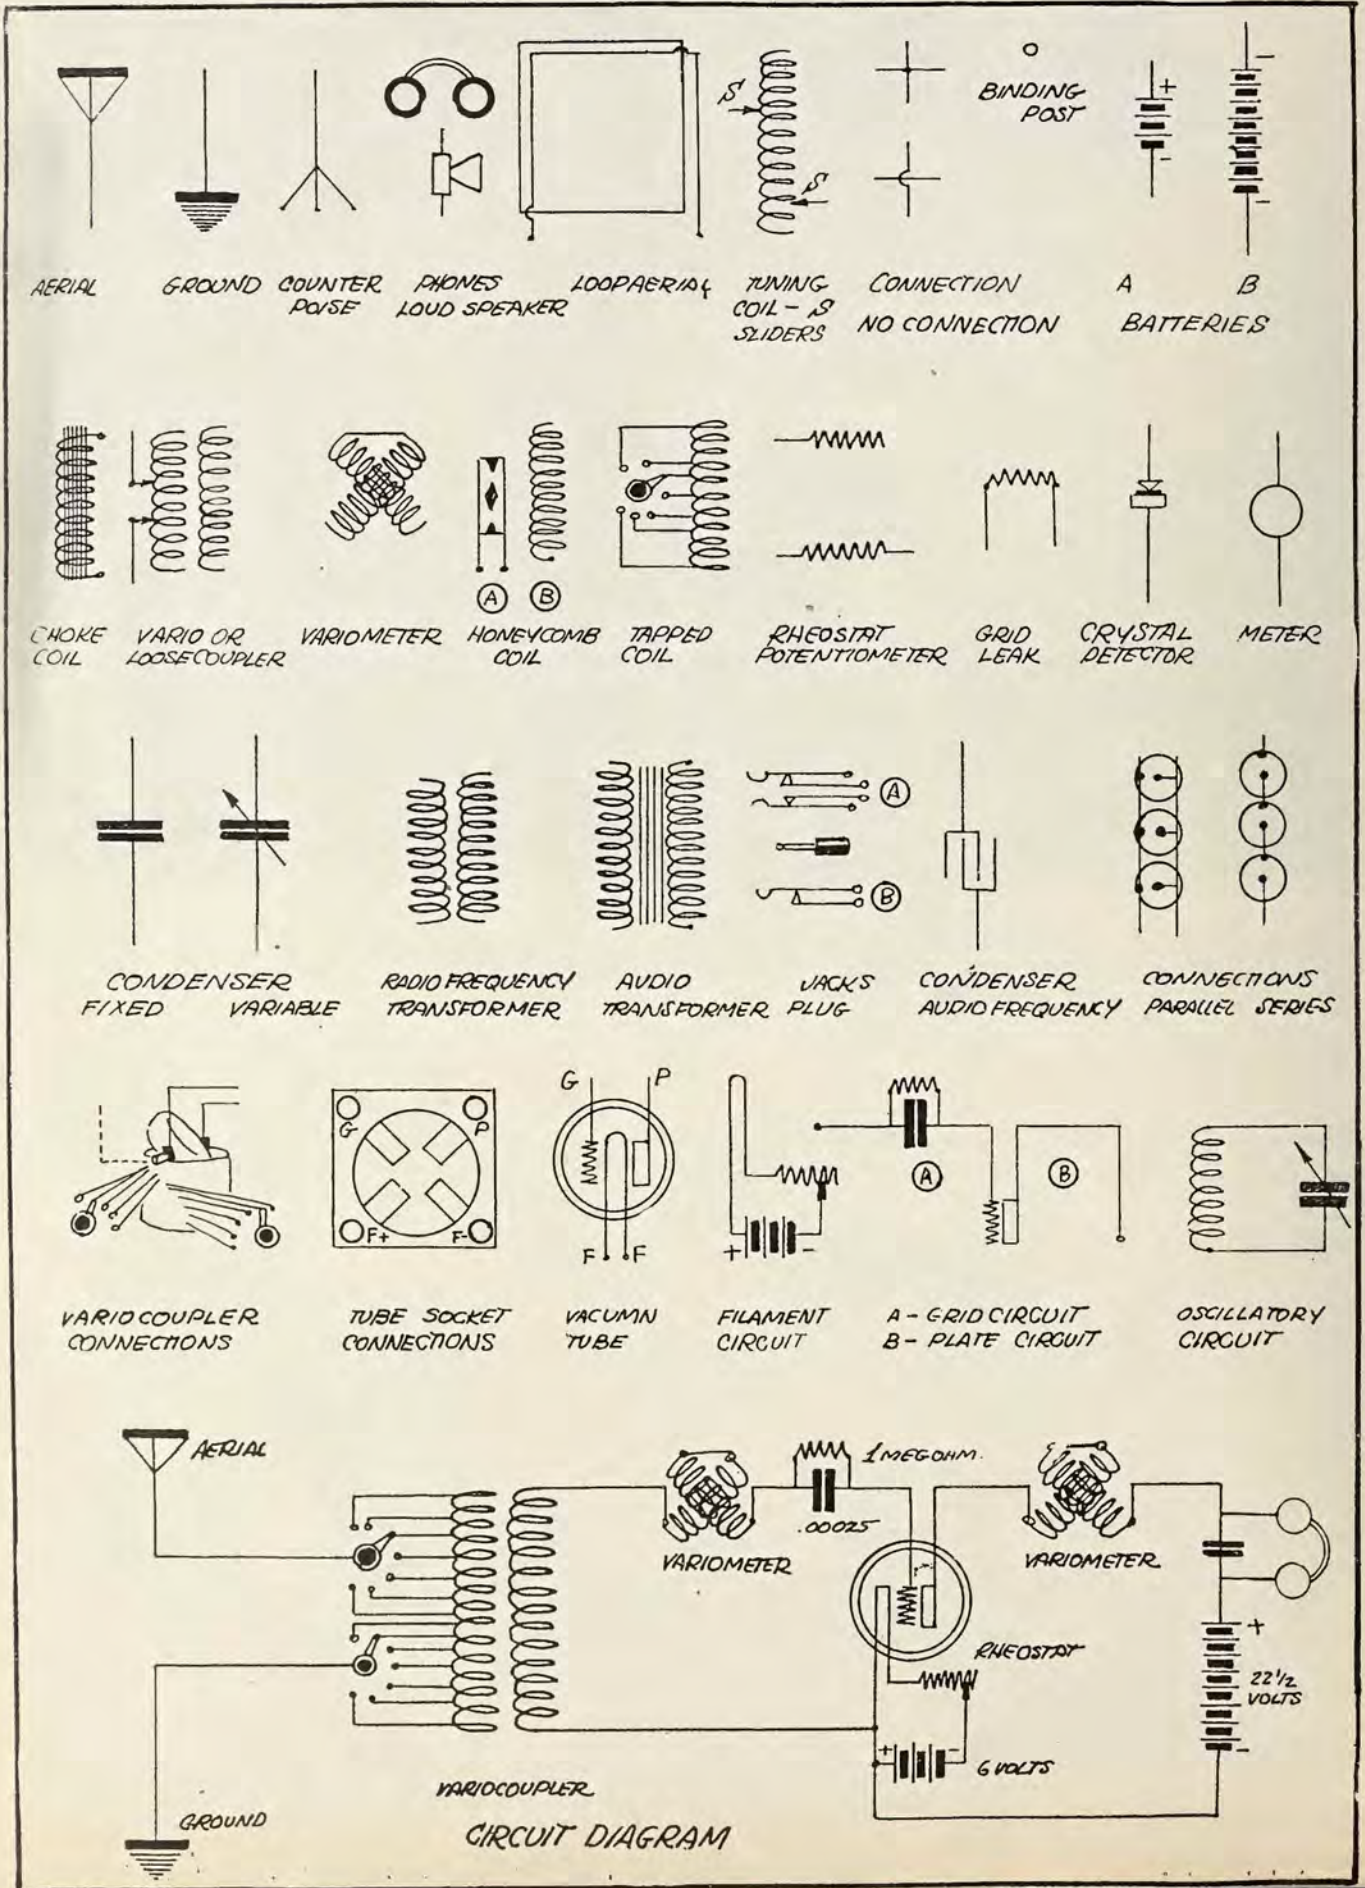 S
S
BINDING
POST
+
-
-
-
AERIAL
GROUND
COUNTER
POISE
PHONES
LOUD SPEAKER
LOOP AERIAL
TUNING
COIL - S
SLIDERS
CONNECTION
NO CONNECTION
A
B
BATTERIES
A
B
CHOKE
COIL
VARIO OR
LOOSECOUPLER
VARIOMETER
HONEYCOMB
COIL
TAPPED
COIL
RHEOSTAT
POTENTIOMETER
GRID
LEAK
CRYSTAL
DETECTOR
METER
A
B
CONDENSER
FIXED
VARIABLE
RADIO FREQUENCY
TRANSFORMER
AUDIO
TRANSFORMER
JACKS
PLUG
CONDENSER
AUDIO FREQUENCY
CONNECTIONS
PARALLEL SERIES
G
P
F+
F-
G
P
F
F
+
-
A
B
VARIOCOUPLER
CONNECTIONS
TUBE SOCKET
CONNECTIONS
VACUMN
TUBE
FILAMENT
CIRCUIT
A - GRID CIRCUIT
B - PLATE CIRCUIT
OSCILLATORY
CIRCUIT
AERIAL
VARIOMETER
1 MEGOHM.
.00025
VARIOMETER
RHEOSTAT
+
22 1/2
VOLTS
-
+
-
6 VOLTS
VARIOCOUPLER
GROUND
CIRCUIT DIAGRAM